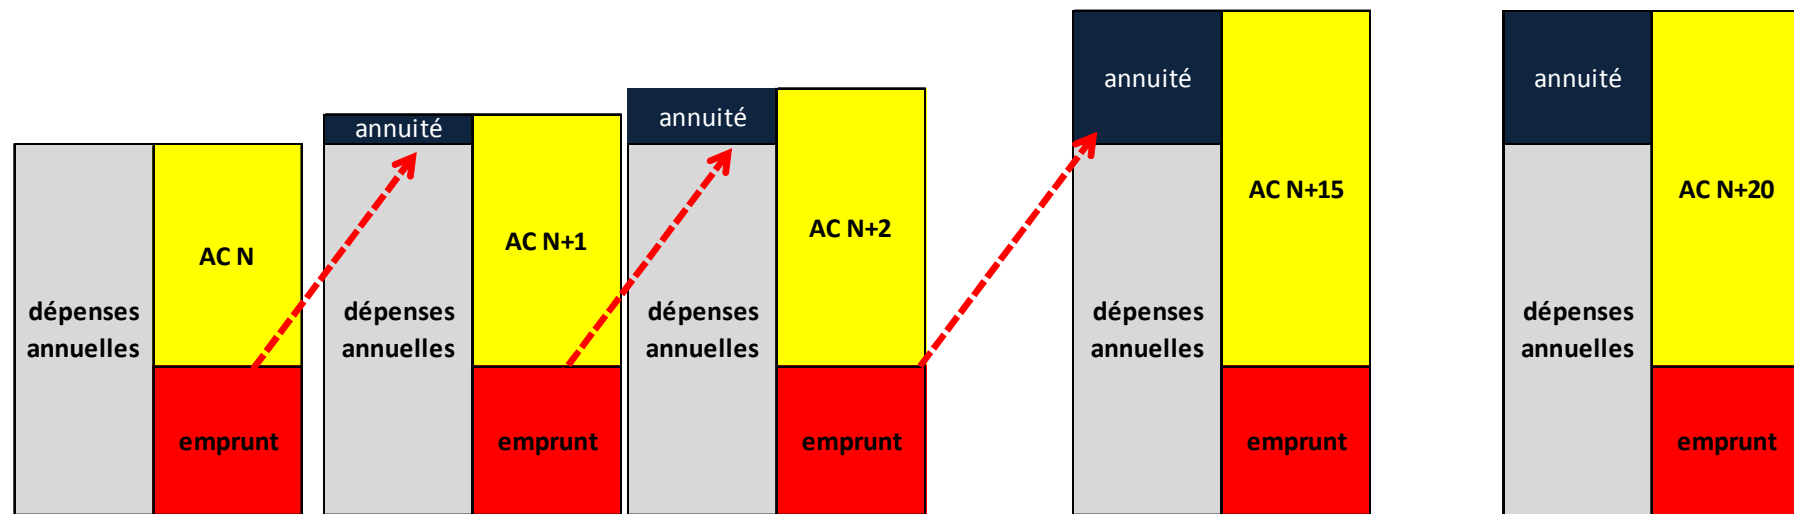 dépenses
annuelles
AC N
emprunt
annuité
dépenses
annuelles
AC N+1
emprunt
annuité
dépenses
annuelles
AC N+2
emprunt
annuité
dépenses
annuelles
AC N+15
emprunt
annuité
dépenses
annuelles
AC N+20
emprunt